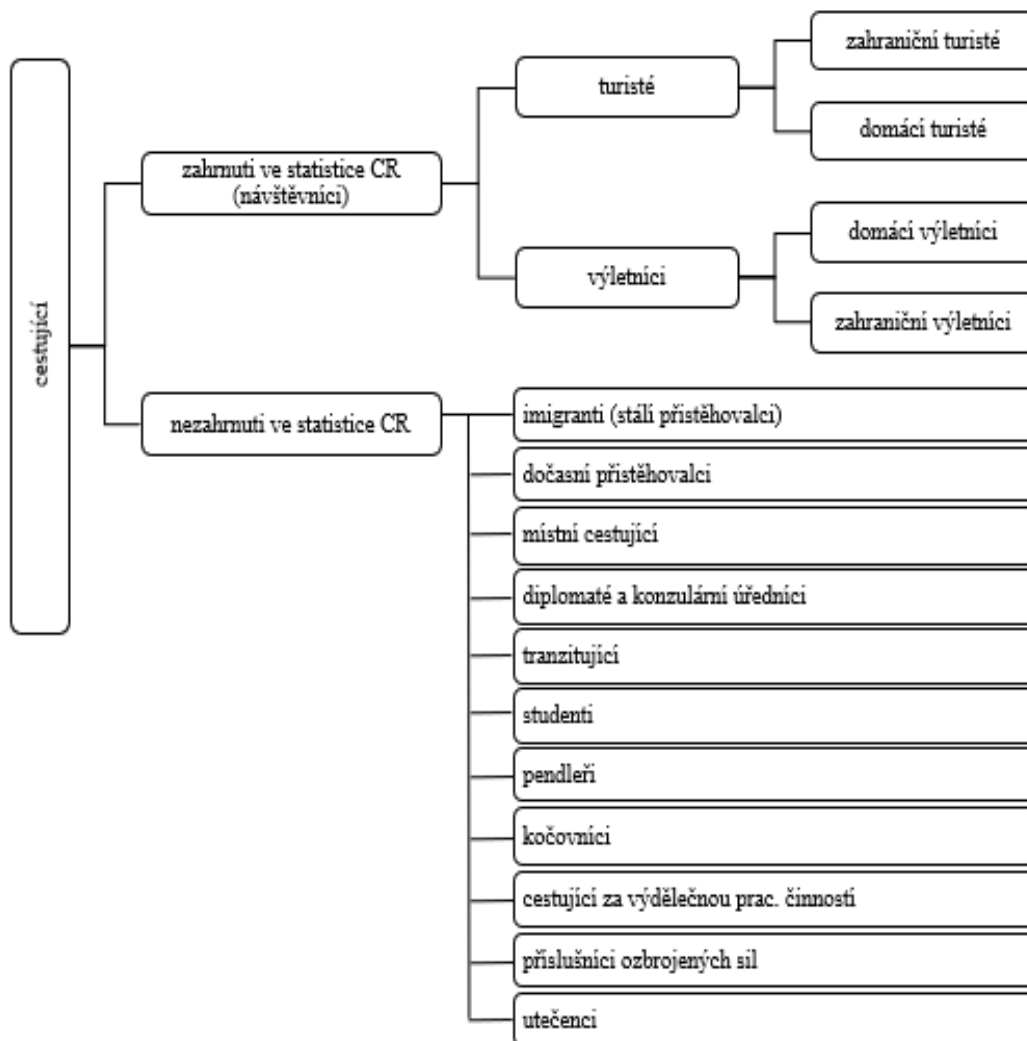 cestující
zahrnuti ve statistice CR
(návštěvníci)
turisté
zahraniční turisté
domácí turisté
výletníci
domácí výletníci
zahraniční výletníci
nezahrnuti ve statistice CR
imigranti (stálí přistěhovalci)
dočasní přistěhovalci
místní cestující
diplomaté a konzulární úředníci
tranzitující
studenti
pendleři
kočovníci
cestující za výdělečnou prac. činností
příslušníci ozbrojených sil
utečenci